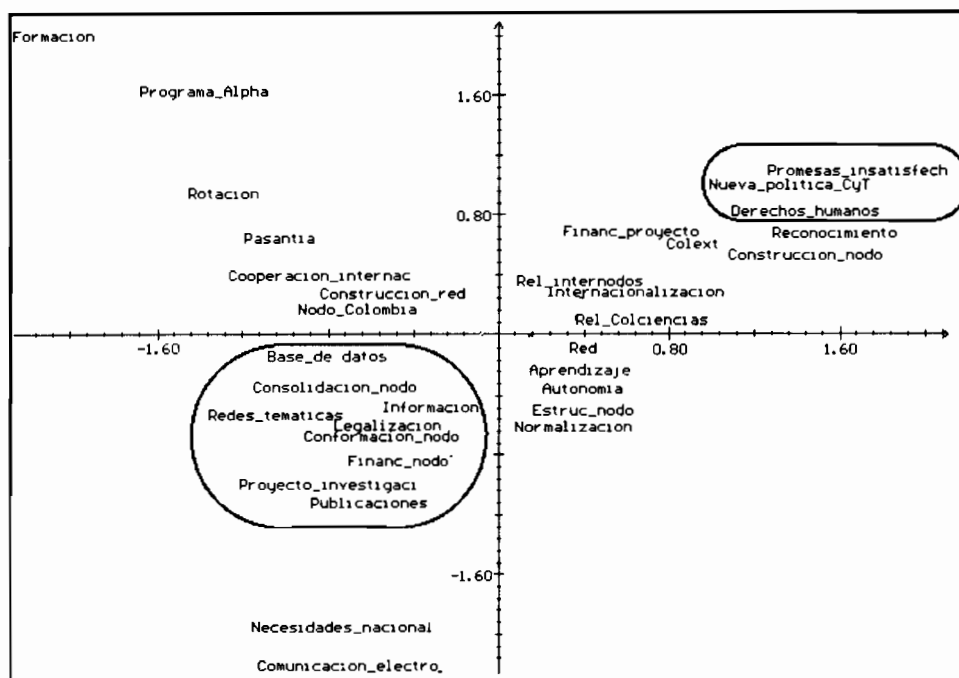 Formacion
Programa_Alpha
1.60
Promesas_insatisfech
Nueva_politica_CyT
Rotacion
0.80
Derechos_humanos
Pasantia
Financ_proyecto
Reconocimiento
Colext
Construccion_nodo
Cooperacion_internac
Rel_internodos
Construccion_red
Internacionalizacion
Nodo_Colombia
Rel_Colciencias
-1.60
Red
0.80
1.60
Base_de datos
Aprendizaje
Consolidacion_nodo
Autonomia
Informacion
Redes_tematicas
Estruc_nodo
Legalizacion
Normalizacion
Conformacion_nodo
Financ_nodo
Proyecto_investigaci
Publicaciones
-1.60
Necesidades_nacional
Comunicacion_electro_